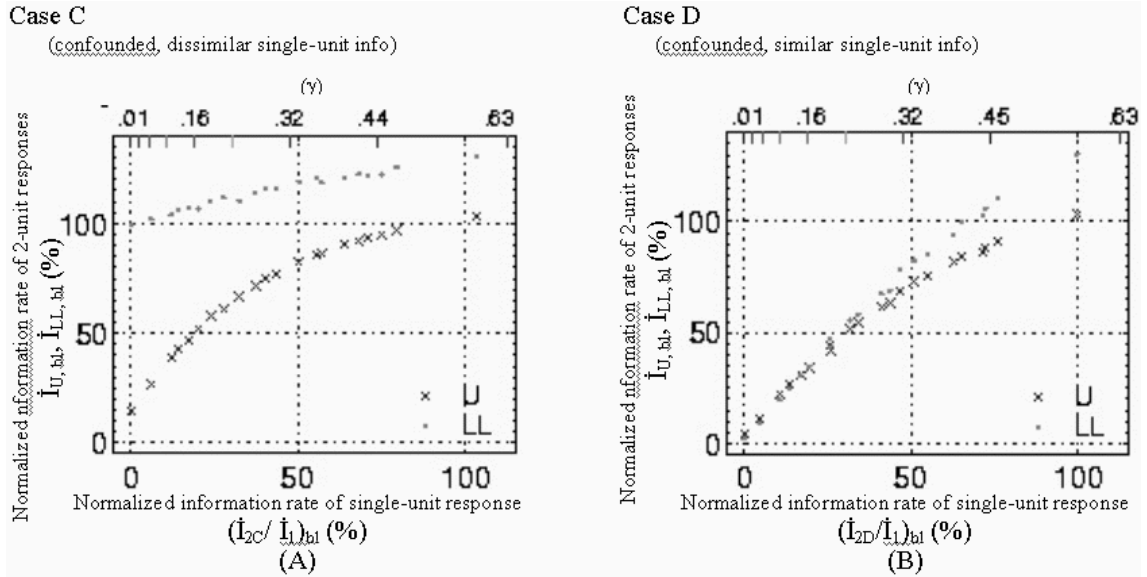 Case C
(confounded, dissimilar single-unit info)
(γ)
.01 .16 .32 .44 .63
Normalized nformation rate of 2-unit responses
İU,bl, İLL,bl (%)
100
50
0
U
LL
0 50 100
Normalized information rate of single-unit response
(İ2C/ İ1)bl (%)
(A)
Case D
(confounded, similar single-unit info)
(γ)
.01 .16 .32 .45 .63
Normalized nformation rate of 2-unit responses
İU,bl, İLL,bl (%)
100
50
0
U
LL
0 50 100
Normalized information rate of single-unit response
(İ2D/İ1)bl (%)
(B)